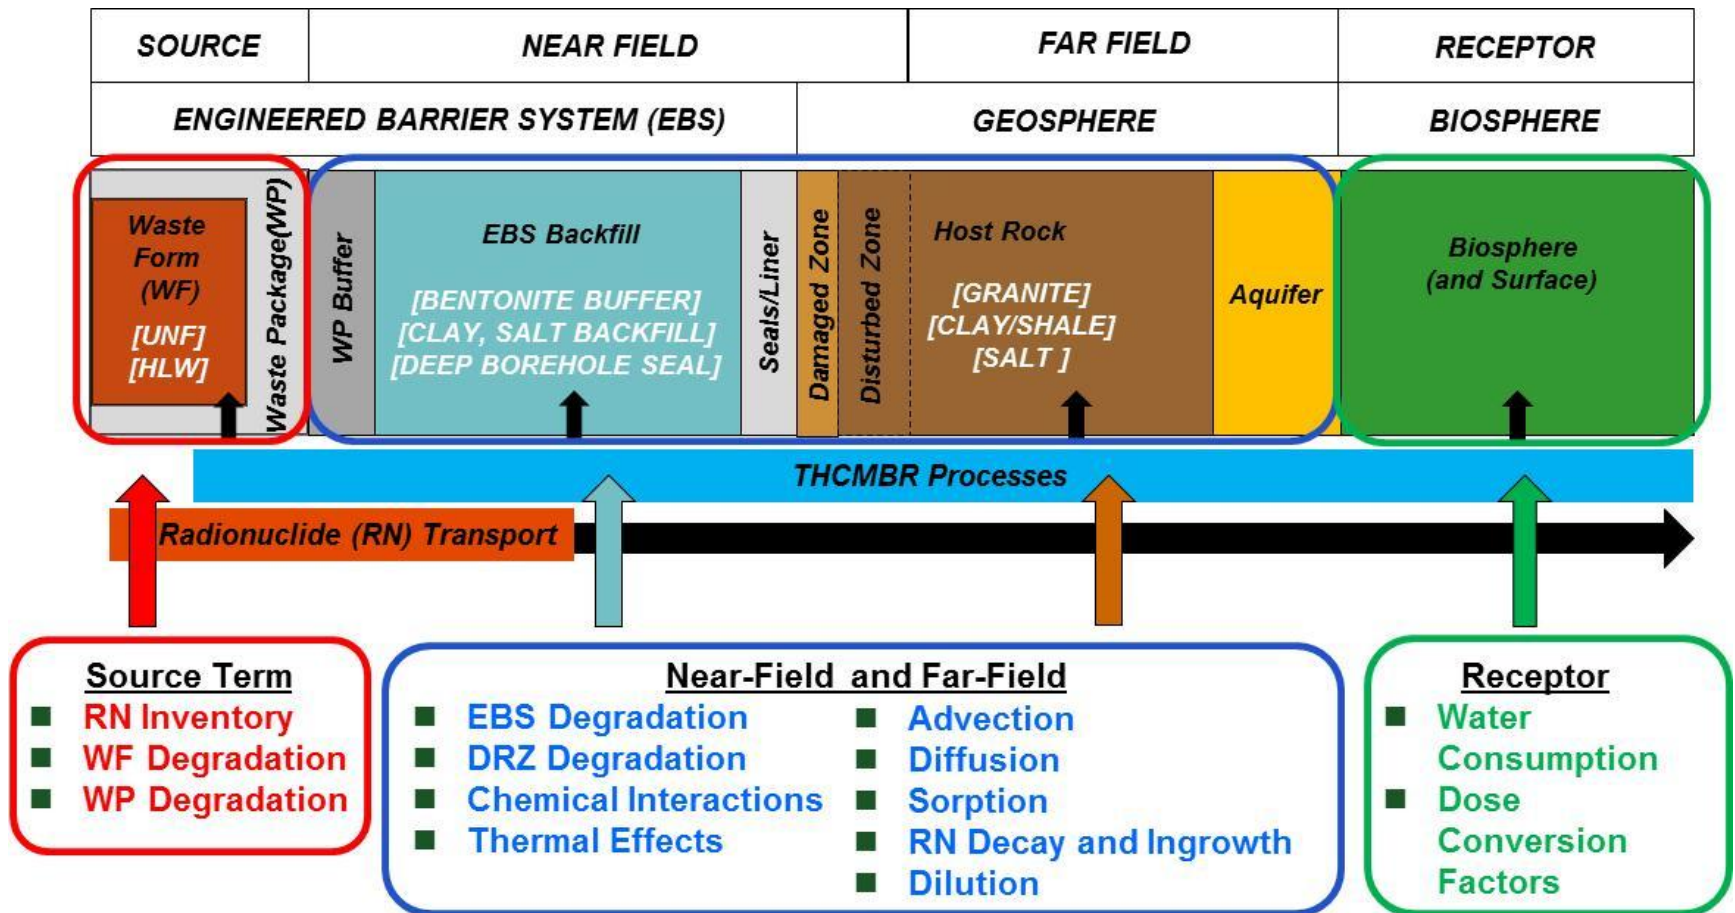 SOURCE
NEAR FIELD
FAR FIELD
RECEPTOR
ENGINEERED BARRIER SYSTEM (EBS)
GEOSPHERE
BIOSPHERE
Waste
Form
(WF)
[UNF]
[HLW]
Waste Package(WP)
WP Buffer
EBS Backfill
[BENTONITE BUFFER]
[CLAY, SALT BACKFILL]
[DEEP BOREHOLE SEAL]
Seals/Liner
Damaged Zone
Disturbed Zone
Host Rock
[GRANITE]
[CLAY/SHALE]
[SALT ]
Aquifer
Biosphere
(and Surface)
THCMBR Processes
Radionuclide (RN) Transport
Source Term
RN Inventory
WF Degradation
WP Degradation
Near-Field and Far-Field
EBS Degradation
DRZ Degradation
Chemical Interactions
Thermal Effects
Advection
Diffusion
Sorption
RN Decay and Ingrowth
Dilution
Receptor
Water
Consumption
Dose
Conversion
Factors